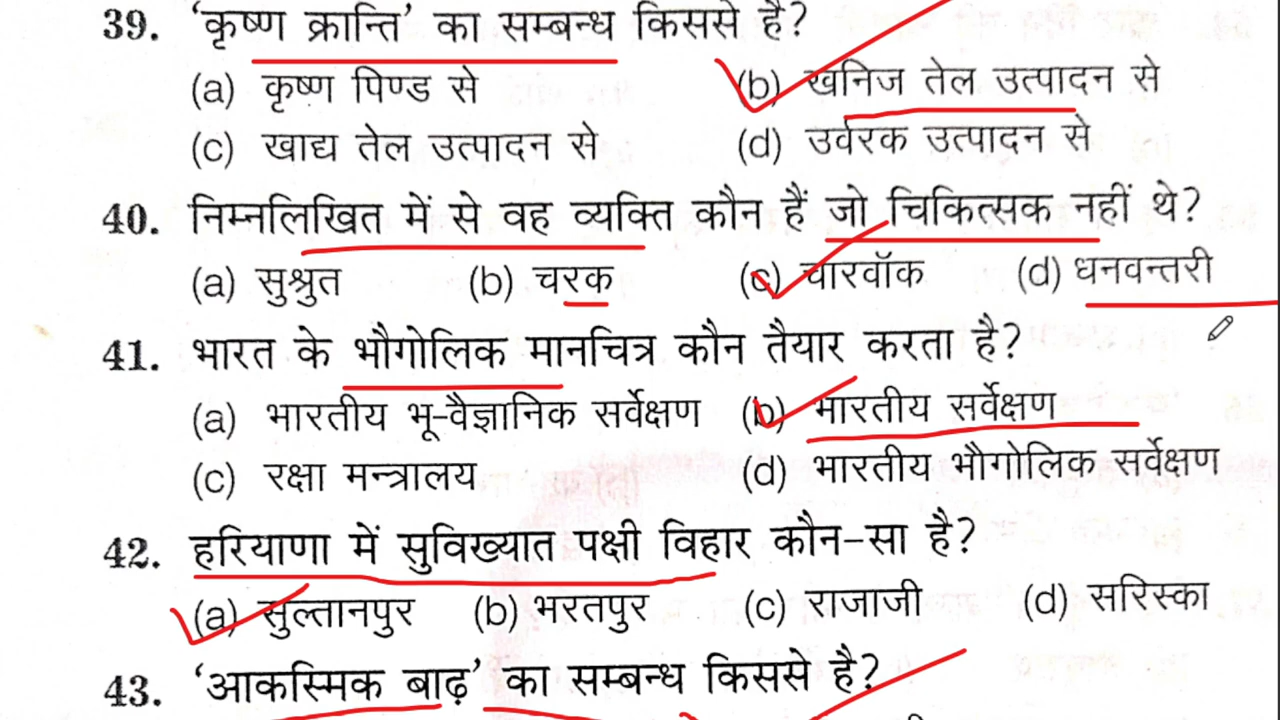 39. ‘कृष्ण क्रान्ति’ का सम्बन्ध किससे है?
(a) कृष्ण पिण्ड से (b) खनिज तेल उत्पादन से
(c) खाद्य तेल उत्पादन से (d) उर्वरक उत्पादन से
40. निम्नलिखित में से वह व्यक्ति कौन हैं जो चिकित्सक नहीं थे?
(a) सुश्रुत (b) चरक (c) चारवॉक (d) धनवन्तरी
41. भारत के भौगोलिक मानचित्र कौन तैयार करता है?
(a) भारतीय भू-वैज्ञानिक सर्वेक्षण (b) भारतीय सर्वेक्षण
(c) रक्षा मन्त्रालय (d) भारतीय भौगोलिक सर्वेक्षण
42. हरियाणा में सुविख्यात पक्षी विहार कौन-सा है?
(a) सुल्तानपुर (b) भरतपुर (c) राजाजी (d) सरिस्का
43. ‘आकस्मिक बाढ़’ का सम्बन्ध किससे है?